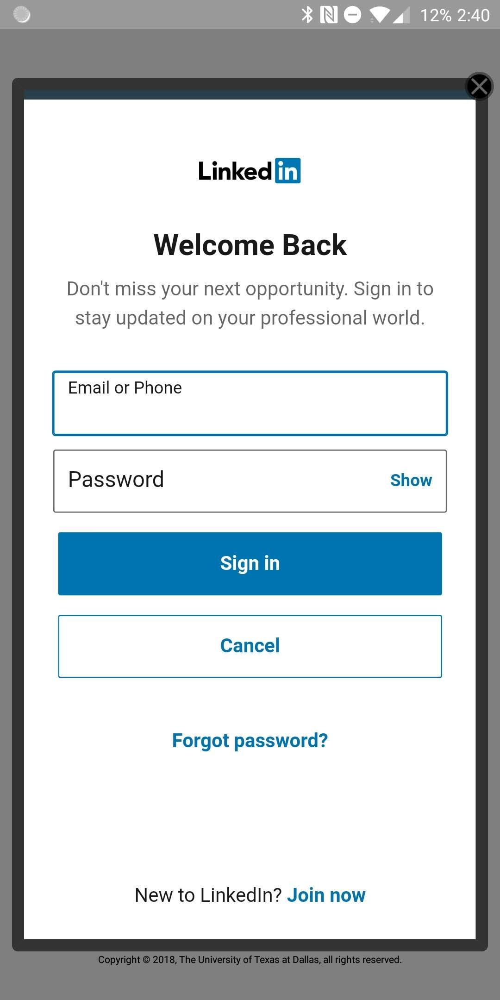 12% 2:40
Linked in
Welcome Back
Don't miss your next opportunity. Sign in to
stay updated on your professional world.
Email or Phone
Password Show
Sign in
Cancel
Forgot password?
New to LinkedIn? Join now
Copyright © 2018, The University of Texas at Dallas, all rights reserved.